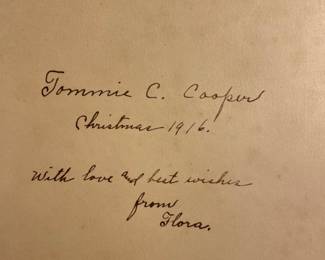 Tommie C. Cooper
Christmas 1916.
With love and best wishes
from
Flora.